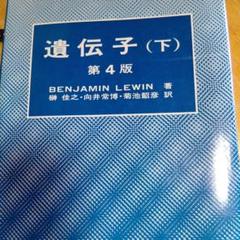 遺伝子(下)
第4版
BENJAMIN LEWIN 著
榊 佳之・向井常博・菊池韶彦 訳